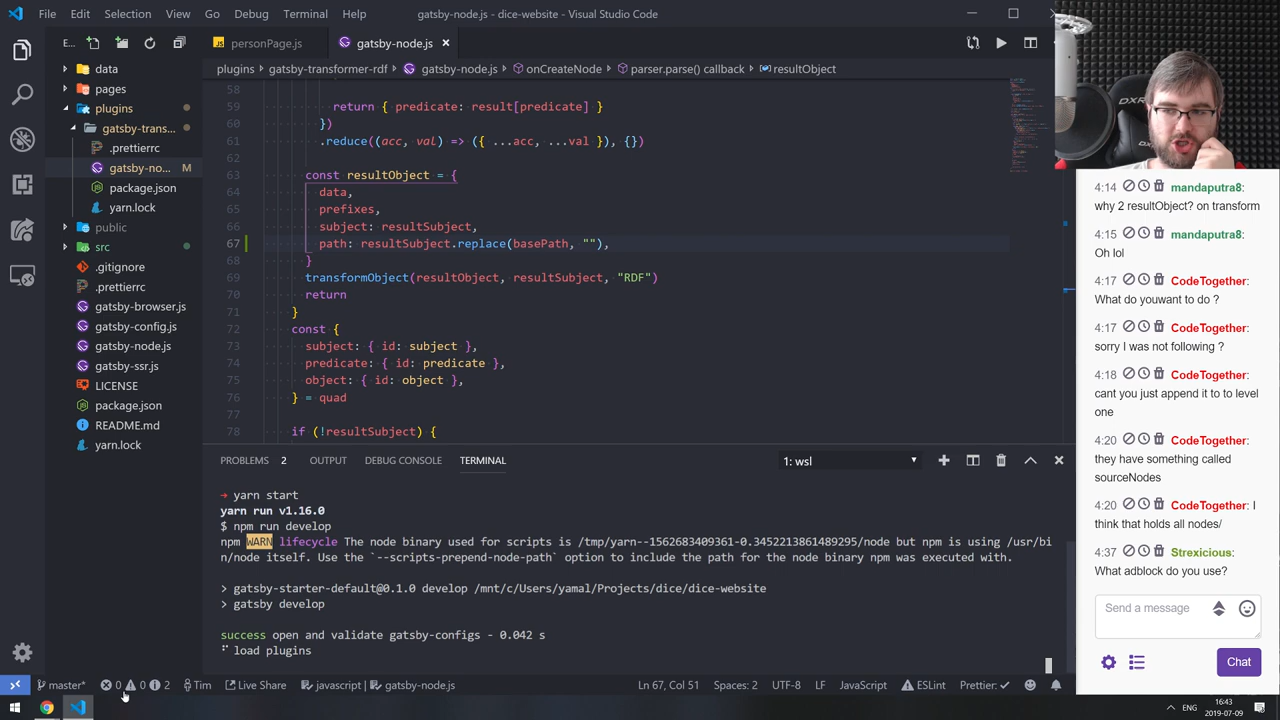 File Edit Selection View Go Debug Terminal Help
gatsby-node.js - dice-website - Visual Studio Code
E...
personPage.js
gatsby-node.js
plugins › gatsby-transformer-rdf › gatsby-node.js › onCreateNode › parser.parse() callback › resultObject
data
pages
plugins
gatsby-trans...
.prettierrc
gatsby-no... M
package.json
yarn.lock
public
src
.gitignore
.prettierrc
gatsby-browser.js
gatsby-config.js
gatsby-node.js
gatsby-ssr.js
LICENSE
package.json
README.md
yarn.lock
58
59 return { predicate: result[predicate] }
60 })
61 .reduce((acc, val) => ({ ...acc, ...val }), {})
62
63 const resultObject = {
64 data,
65 prefixes,
66 subject: resultSubject,
67 path: resultSubject.replace(basePath, ""),
68 }
69 transformObject(resultObject, resultSubject, "RDF")
70 return
71 }
72 const {
73 subject: { id: subject },
74 predicate: { id: predicate },
75 object: { id: object },
76 } = quad
77
78 if (!resultSubject) {
PROBLEMS 2 OUTPUT DEBUG CONSOLE TERMINAL
1: wsl
→ yarn start
yarn run v1.16.0
$ npm run develop
npm WARN lifecycle The node binary used for scripts is /tmp/yarn--1562683409361-0.3452213861489295/node but npm is using /usr/bi
n/node itself. Use the `--scripts-prepend-node-path` option to include the path for the node binary npm was executed with.
> gatsby-starter-default@0.1.0 develop /mnt/c/Users/yamal/Projects/dice/dice-website
> gatsby develop
success open and validate gatsby-configs - 0.042 s
load plugins
master* 0 0 2 Tim Live Share javascript | gatsby-node.js
Ln 67, Col 51 Spaces: 2 UTF-8 LF JavaScript ESLint Prettier: ✓
DXR
4:14 mandaputra8:
why 2 resultObject? on transform
4:15 mandaputra8:
Oh lol
4:17 CodeTogether:
What do youwant to do ?
4:17 CodeTogether:
sorry I was not following ?
4:18 CodeTogether:
cant you just append it to to level
one
4:20 CodeTogether:
they have something called
sourceNodes
4:20 CodeTogether: I
think that holds all nodes/
4:37 Strexicious:
What adblock do you use?
Send a message
Chat
ENG
16:43
2019-07-09